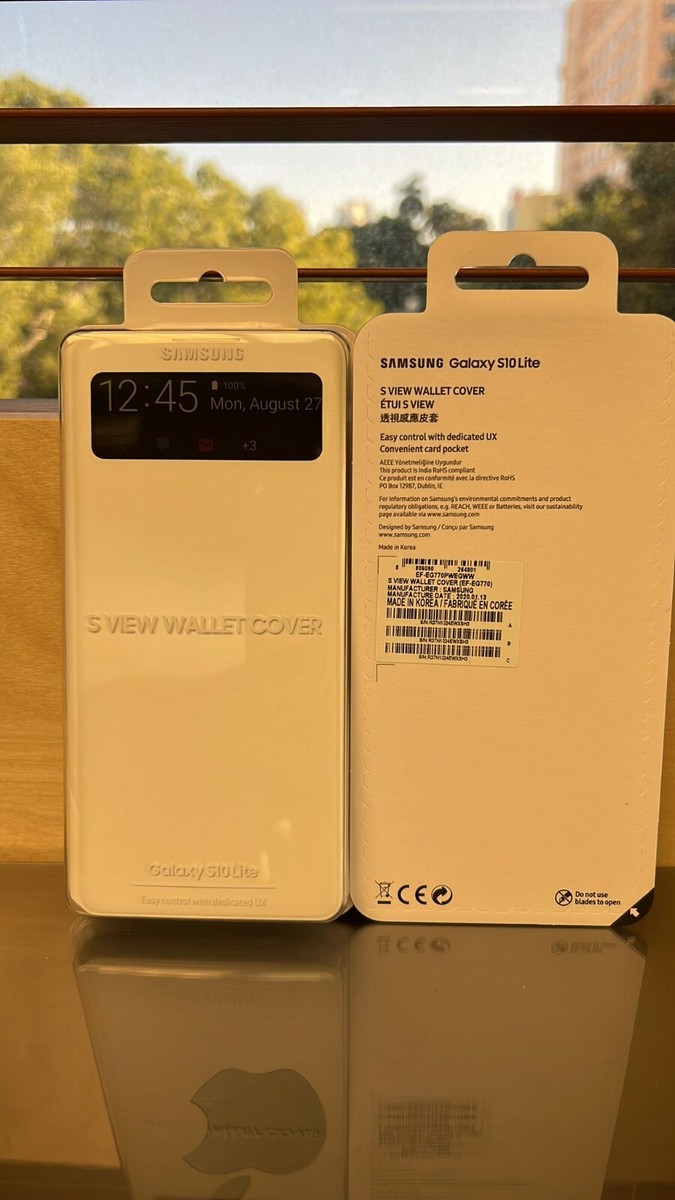 SAMSUNG
12:45
100%
Mon, August 27
+3
S VIEW WALLET COVER
Galaxy S10 Lite
Easy control with dedicated UX
SAMSUNG Galaxy S10 Lite
S VIEW WALLET COVER
ÉTUI S VIEW
透視感應皮套
Easy control with dedicated UX
Convenient card pocket
AEEE Yönetmeliğine Uygundur
This product is India RoHS compliant
Ce produit est en conformité avec la directive RoHS
PO Box 12987, Dublin, IE
For information on Samsung's environmental commitments and product
regulatory obligations, e.g. REACH, WEEE or Batteries, visit our sustainability
page available via www.samsung.com
Designed by Samsung / Conçu par Samsung
www.samsung.com
Made in Korea
EF-EG770PWEGWW
S VIEW WALLET COVER (EF-EG770)
MANUFACTURER : SAMSUNG
MANUFACTURE DATE : 2020.01.13
MADE IN KOREA / FABRIQUÉ EN CORÉE
A
B
C
CE
Do not use
blades to open